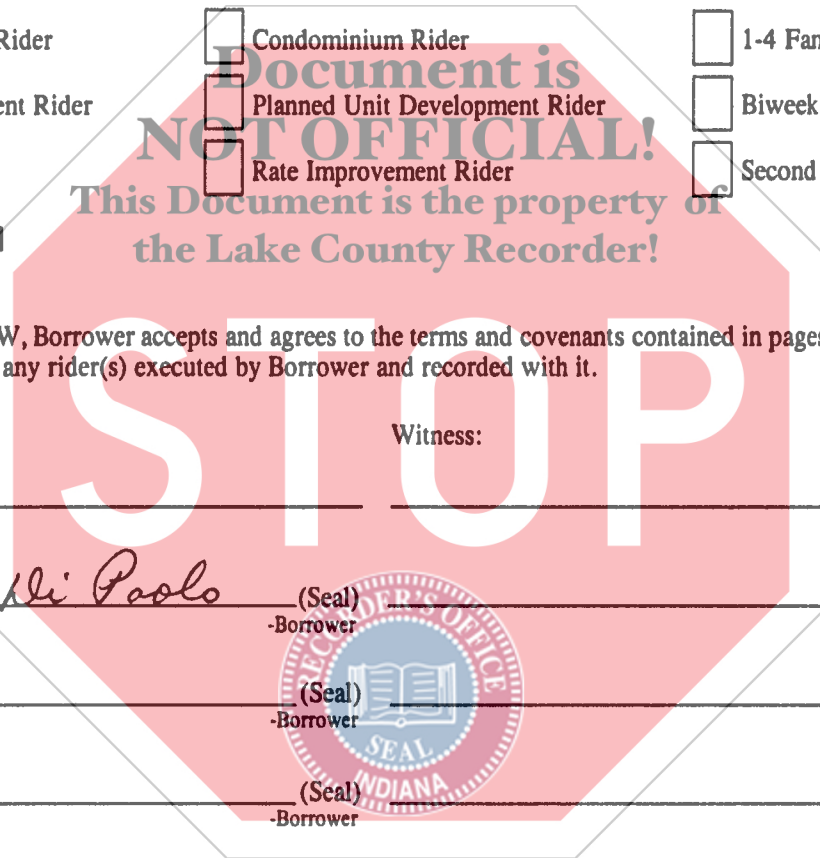 Rider Condominium Rider 1-4 Fam
Document is
ent Rider Planned Unit Development Rider Biweek
NOT OFFICIAL!
Rate Improvement Rider Second
This Document is the property of
the Lake County Recorder!
W, Borrower accepts and agrees to the terms and covenants contained in pages
any rider(s) executed by Borrower and recorded with it.
STOP
Witness:
Di Paolo (Seal)
-Borrower
(Seal)
-Borrower
(Seal)
-Borrower
RECORDER'S OFFICE
SEAL
INDIANA